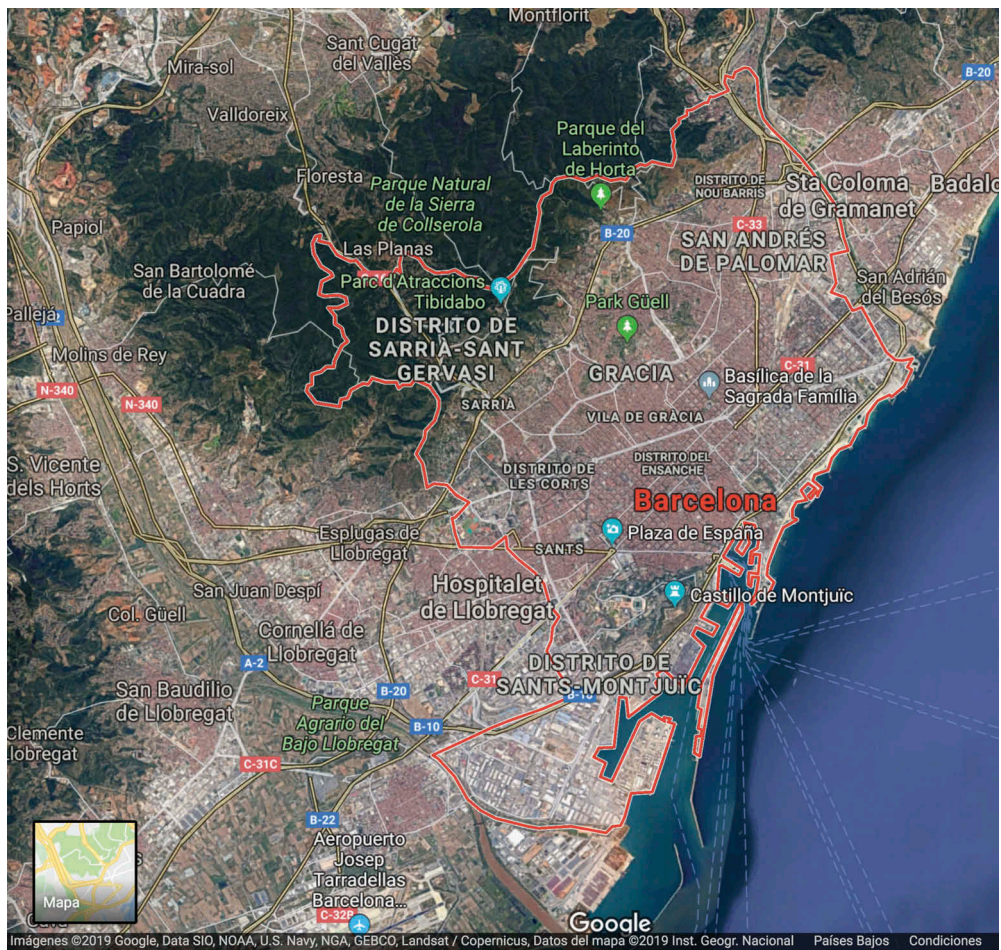 Montflorit
Sant Cugat
del Vallès
Mira-sol
B-20
Valldoreix
Parque del
Laberinto
de Horta
Floresta
Parque Natural
de la Sierra
de Collserola
DISTRITO DE
NOU BARRIS
Sta Coloma
de Gramanet
Badalo
Papiol
B-20
C-33
Las Planas
SAN ANDRÉS
DE PALOMAR
San Bartolomé
de la Cuadra
Parc d'Atraccions
Tibidabo
San Adrián
del Besós
Pallejá
Park Güell
DISTRITO DE
SARRIÀ-SANT
GERVASI
Molins de Rey
C-31
N-340
N-340
GRACIA
Basílica de la
Sagrada Família
SARRIÀ
VILA DE GRÀCIA
S. Vicente
dels Horts
DISTRITO DE
LES CORTS
DISTRITO DEL
ENSANCHE
Barcelona
Esplugas de
Llobregat
Plaza de España
SANTS
San Juan Despí
Hospitalet
de Llobregat
Castillo de Montjuïc
Col. Güell
Cornellá de
Llobregat
A-2
DISTRITO DE
SANTS-MONTJUÏC
C-31
B-20
B-10
San Baudilio
de Llobregat
Parque
Agrario del
Bajo Llobregat
B-10
Clemente
Llobregat
C-31C
B-22
Aeropuerto
Josep
Tarradellas
Barcelona...
C-32B
Mapa
Google
Imágenes ©2019 Google, Data SIO, NOAA, U.S. Navy, NGA, GEBCO, Landsat / Copernicus, Datos del mapa ©2019 Inst. Geogr. Nacional Países Bajos Condiciones